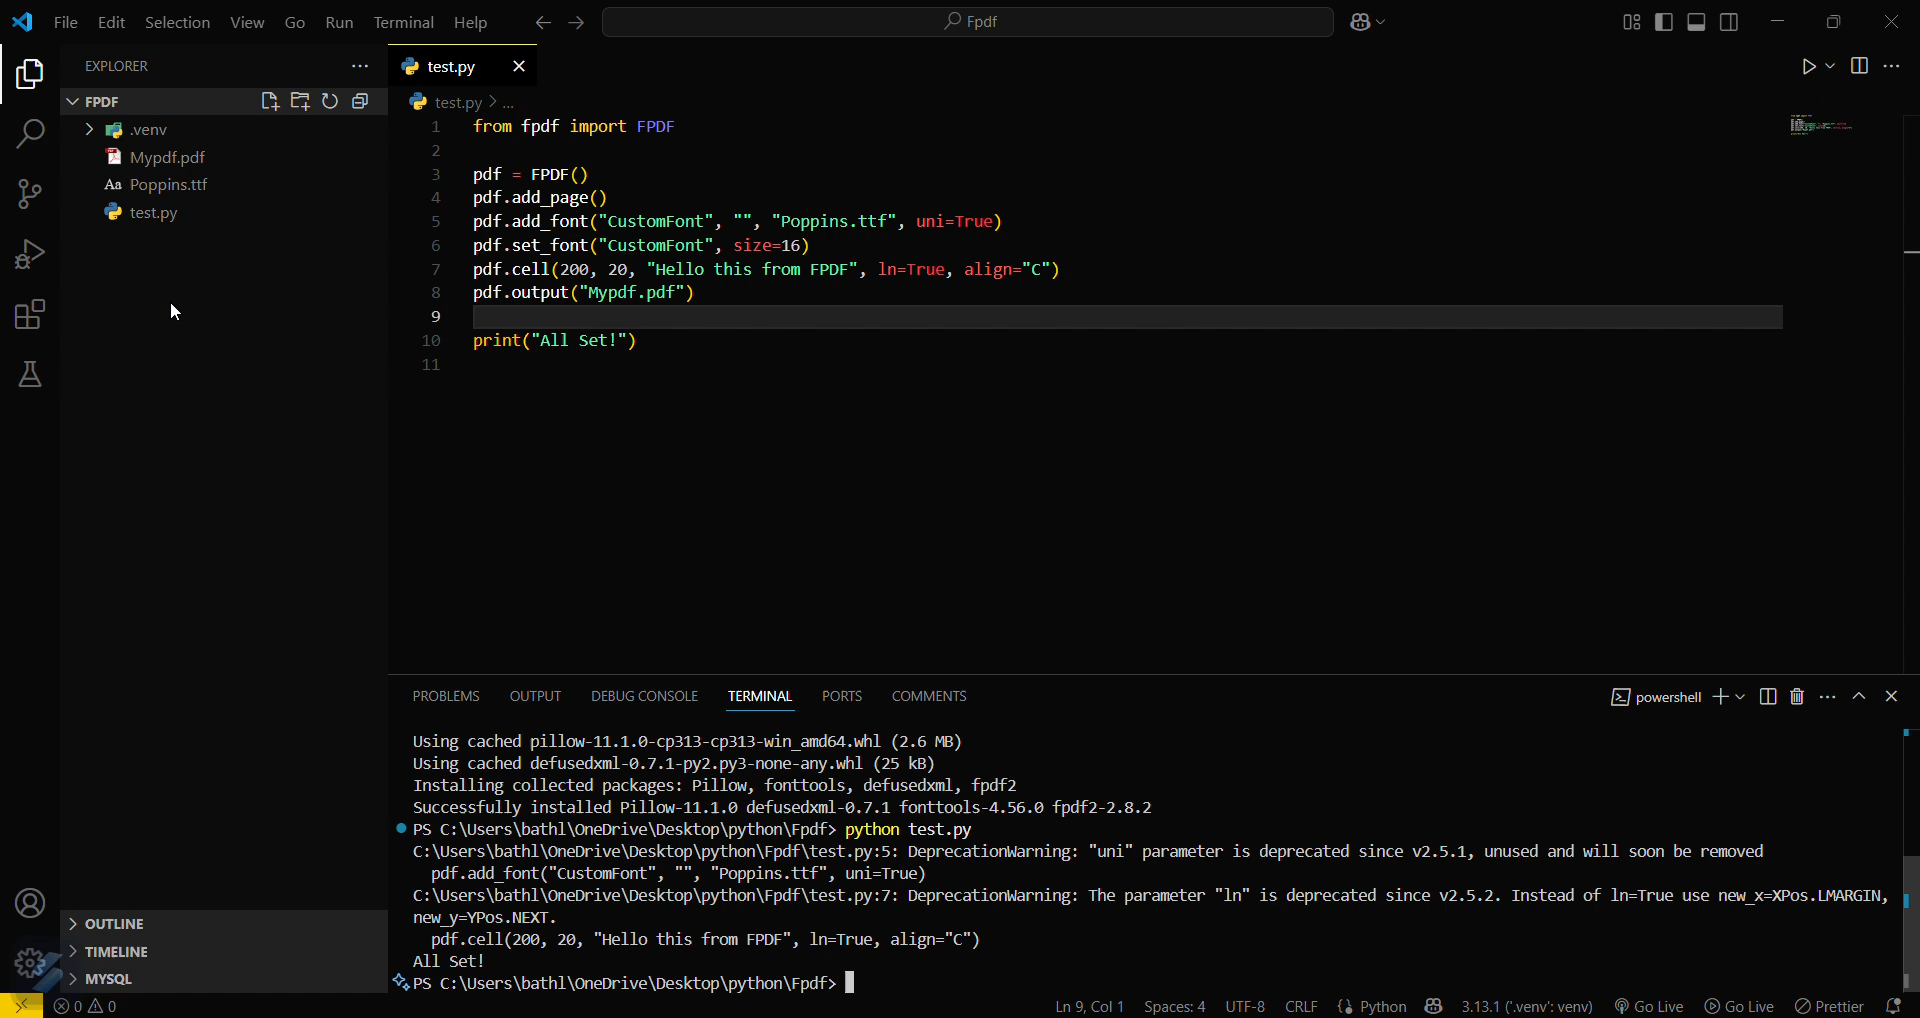 File Edit Selection View Go Run Terminal Help
Fpdf
EXPLORER
FPDF
.venv
Mypdf.pdf
Aa Poppins.ttf
test.py
OUTLINE
TIMELINE
MYSQL
test.py
test.py > ...
1 from fpdf import FPDF
2
3 pdf = FPDF()
4 pdf.add_page()
5 pdf.add_font("CustomFont", "", "Poppins.ttf", uni=True)
6 pdf.set_font("CustomFont", size=16)
7 pdf.cell(200, 20, "Hello this from FPDF", ln=True, align="C")
8 pdf.output("Mypdf.pdf")
9
10 print("All Set!")
11
PROBLEMS OUTPUT DEBUG CONSOLE TERMINAL PORTS COMMENTS
powershell
Using cached pillow-11.1.0-cp313-cp313-win_amd64.whl (2.6 MB)
Using cached defusedxml-0.7.1-py2.py3-none-any.whl (25 kB)
Installing collected packages: Pillow, fonttools, defusedxml, fpdf2
Successfully installed Pillow-11.1.0 defusedxml-0.7.1 fonttools-4.56.0 fpdf2-2.8.2
PS C:\Users\bathl\OneDrive\Desktop\python\Fpdf> python test.py
C:\Users\bathl\OneDrive\Desktop\python\Fpdf\test.py:5: DeprecationWarning: "uni" parameter is deprecated since v2.5.1, unused and will soon be removed
pdf.add_font("CustomFont", "", "Poppins.ttf", uni=True)
C:\Users\bathl\OneDrive\Desktop\python\Fpdf\test.py:7: DeprecationWarning: The parameter "ln" is deprecated since v2.5.2. Instead of ln=True use new_x=XPos.LMARGIN,
new_y=YPos.NEXT.
pdf.cell(200, 20, "Hello this from FPDF", ln=True, align="C")
All Set!
PS C:\Users\bathl\OneDrive\Desktop\python\Fpdf>
0 0 Ln 9, Col 1 Spaces: 4 UTF-8 CRLF Python 3.13.1 ('.venv': venv) Go Live Go Live Prettier